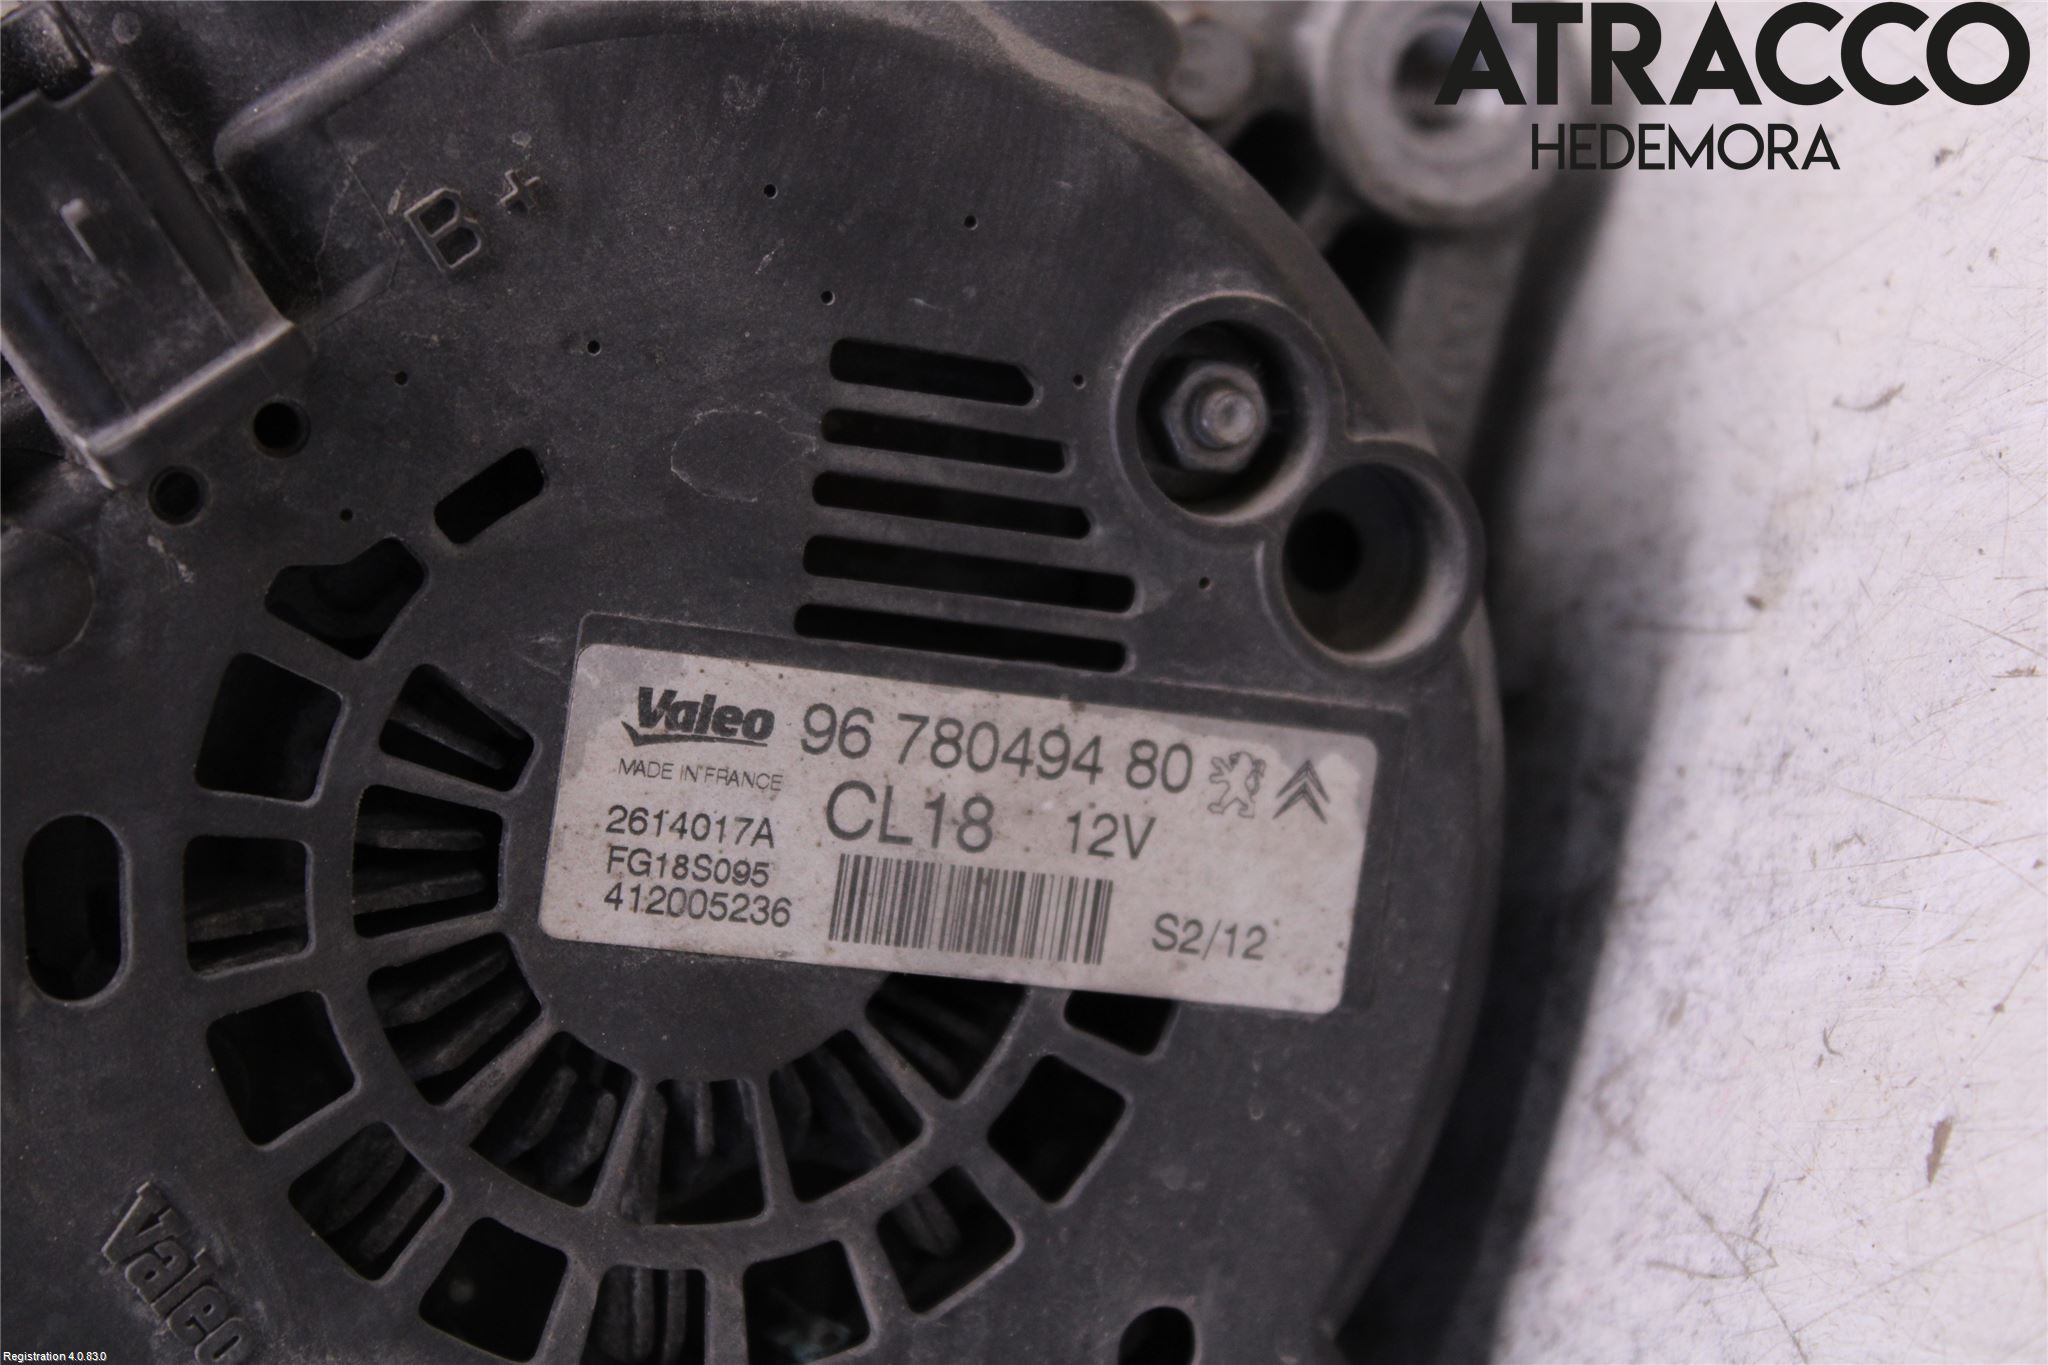 ATRACCO
HEDEMORA
B+
Valeo 96 780494 80
MADE IN FRANCE
CL18 12V
2614017A
FG18S095
412005236
S2/12
Valeo
Registration 4.0.83.0